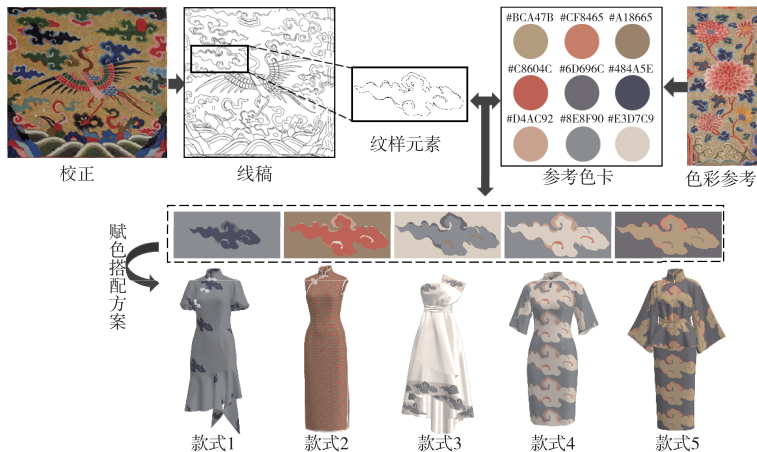 #BCA47B #CF8465 #A18665
#C8604C #6D696C #484A5E
#D4AC92 #8E8F90 #E3D7C9
校正
线稿
纹样元素
参考色卡
色彩参考
赋色搭配方案
款式1
款式2
款式3
款式4
款式5